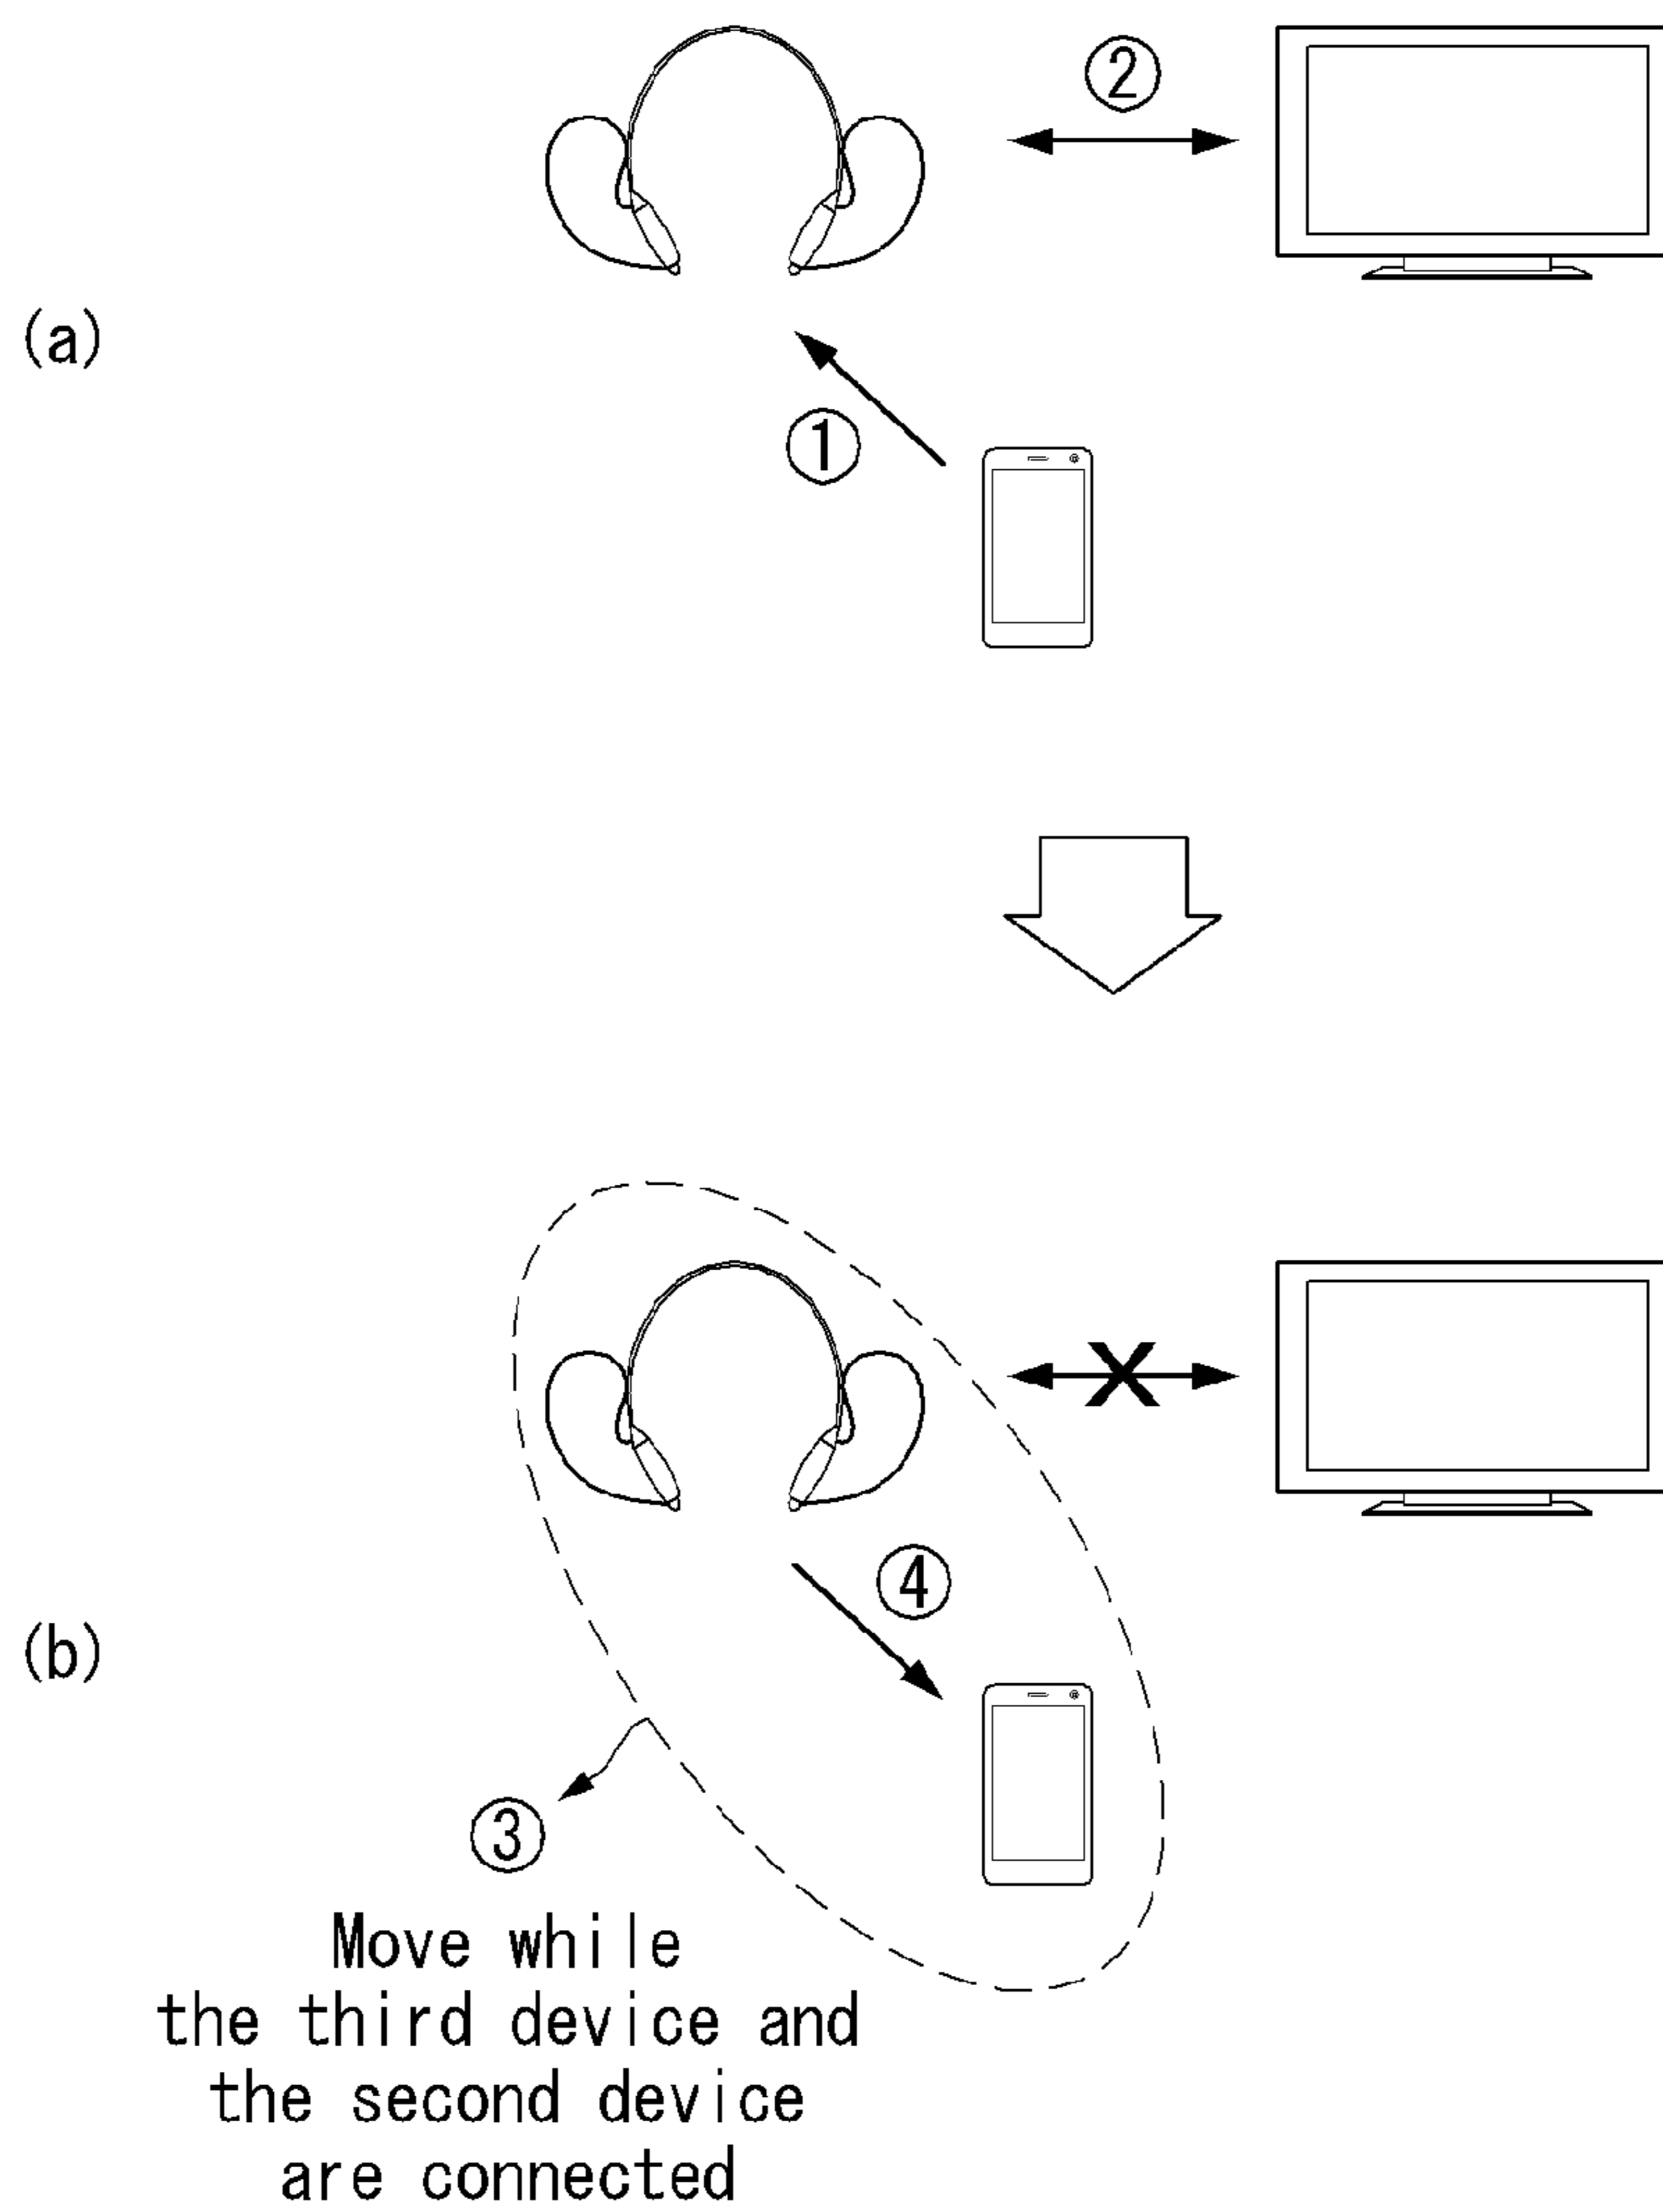 ②
(a)
①
(b)
④
③
Move while
the third device and
the second device
are connected